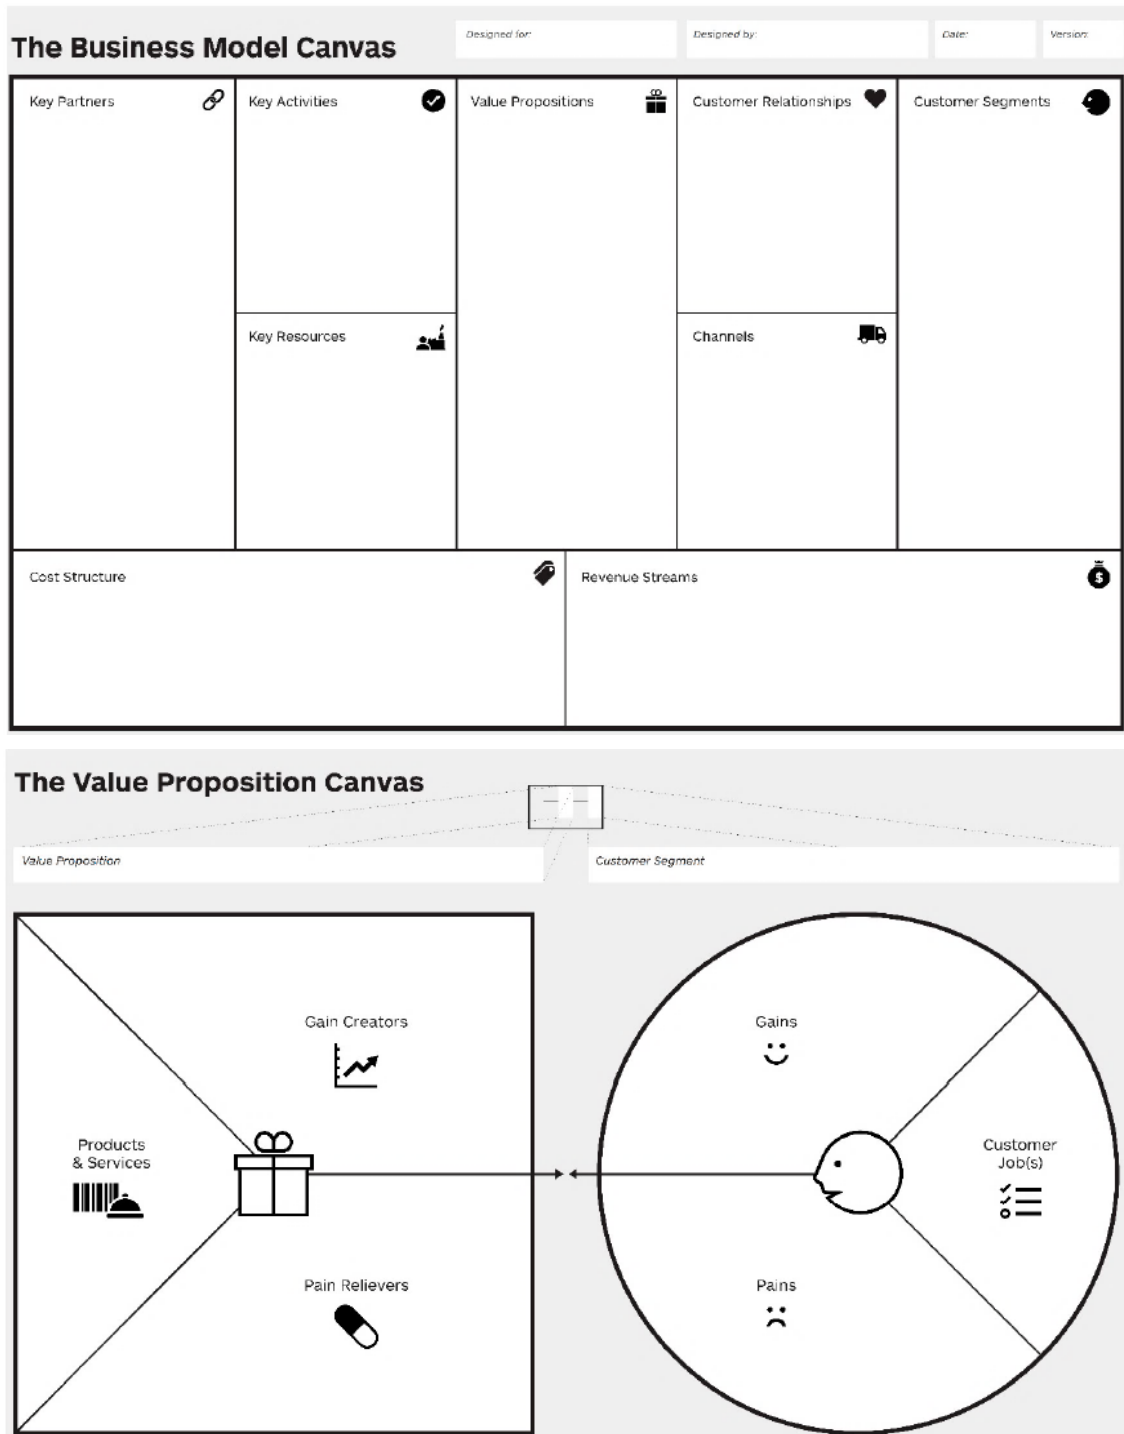 The Business Model Canvas
Designed for:
Designed by:
Date:
Version:
Key Partners
Key Activities
Value Propositions
Customer Relationships
Customer Segments
Key Resources
Channels
Cost Structure
Revenue Streams
$
The Value Proposition Canvas
Value Proposition
Customer Segment
Gain Creators
Gains
Products
& Services
Customer
Job(s)
Pain Relievers
Pains